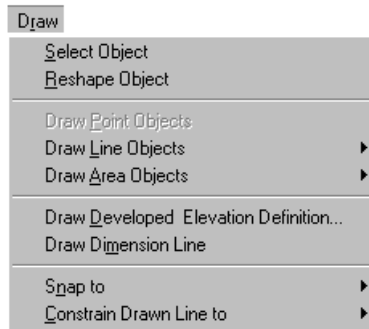 Draw
Select Object
Reshape Object
Draw Point Objects
Draw Line Objects
Draw Area Objects
Draw Developed Elevation Definition...
Draw Dimension Line
Snap to
Constrain Drawn Line to